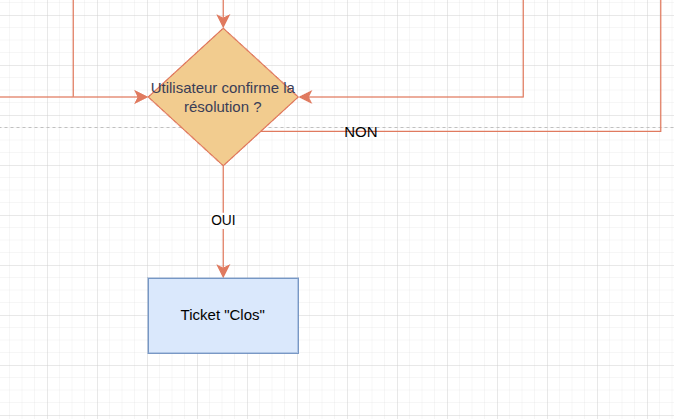 Utilisateur confirme la
résolution ?
NON
OUI
Ticket "Clos"